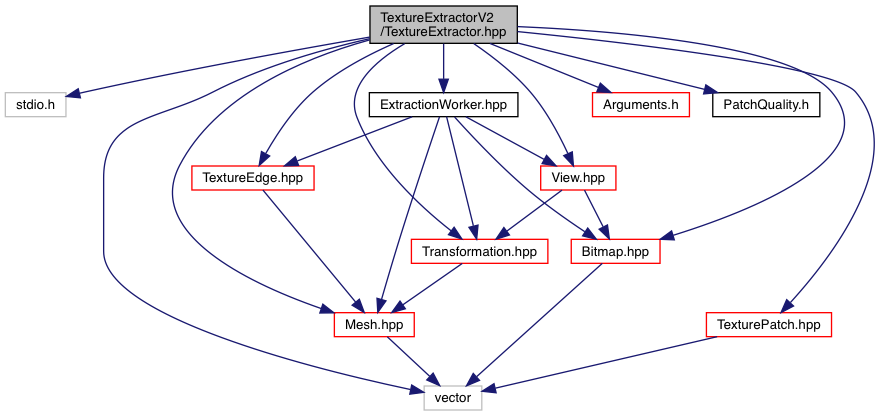 TextureExtractorV2
/TextureExtractor.hpp
stdio.h
ExtractionWorker.hpp
Arguments.h
PatchQuality.h
TextureEdge.hpp
View.hpp
Transformation.hpp
Bitmap.hpp
Mesh.hpp
TexturePatch.hpp
vector